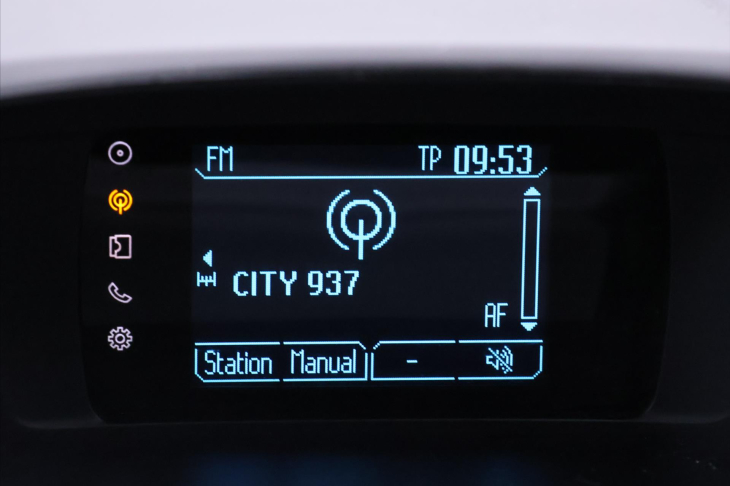 FM TP 09:53
CITY 937
AF
Station Manual -